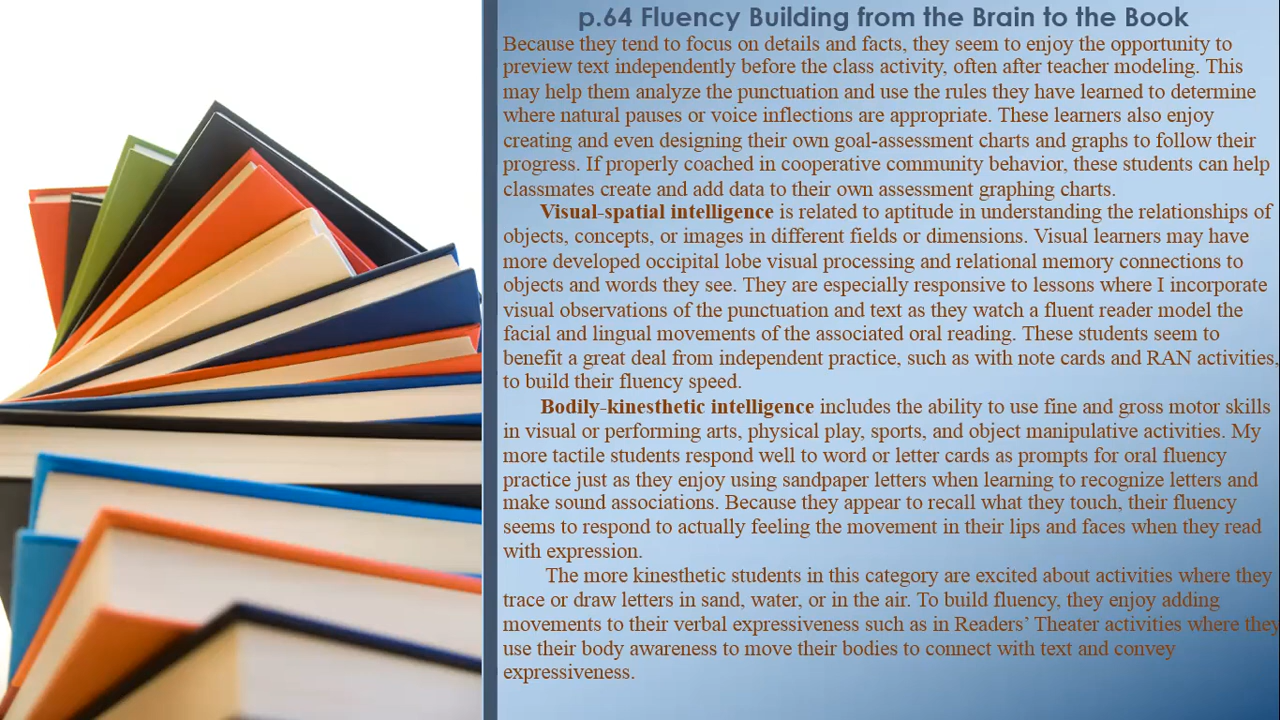 p.64 Fluency Building from the Brain to the Book
Because they tend to focus on details and facts, they seem to enjoy the opportunity to
preview text independently before the class activity, often after teacher modeling. This
may help them analyze the punctuation and use the rules they have learned to determine
where natural pauses or voice inflections are appropriate. These learners also enjoy
creating and even designing their own goal-assessment charts and graphs to follow their
progress. If properly coached in cooperative community behavior, these students can help
classmates create and add data to their own assessment graphing charts.
Visual-spatial intelligence is related to aptitude in understanding the relationships of
objects, concepts, or images in different fields or dimensions. Visual learners may have
more developed occipital lobe visual processing and relational memory connections to
objects and words they see. They are especially responsive to lessons where I incorporate
visual observations of the punctuation and text as they watch a fluent reader model the
facial and lingual movements of the associated oral reading. These students seem to
benefit a great deal from independent practice, such as with note cards and RAN activities,
to build their fluency speed.
Bodily-kinesthetic intelligence includes the ability to use fine and gross motor skills
in visual or performing arts, physical play, sports, and object manipulative activities. My
more tactile students respond well to word or letter cards as prompts for oral fluency
practice just as they enjoy using sandpaper letters when learning to recognize letters and
make sound associations. Because they appear to recall what they touch, their fluency
seems to respond to actually feeling the movement in their lips and faces when they read
with expression.
The more kinesthetic students in this category are excited about activities where they
trace or draw letters in sand, water, or in the air. To build fluency, they enjoy adding
movements to their verbal expressiveness such as in Readers’ Theater activities where they
use their body awareness to move their bodies to connect with text and convey
expressiveness.